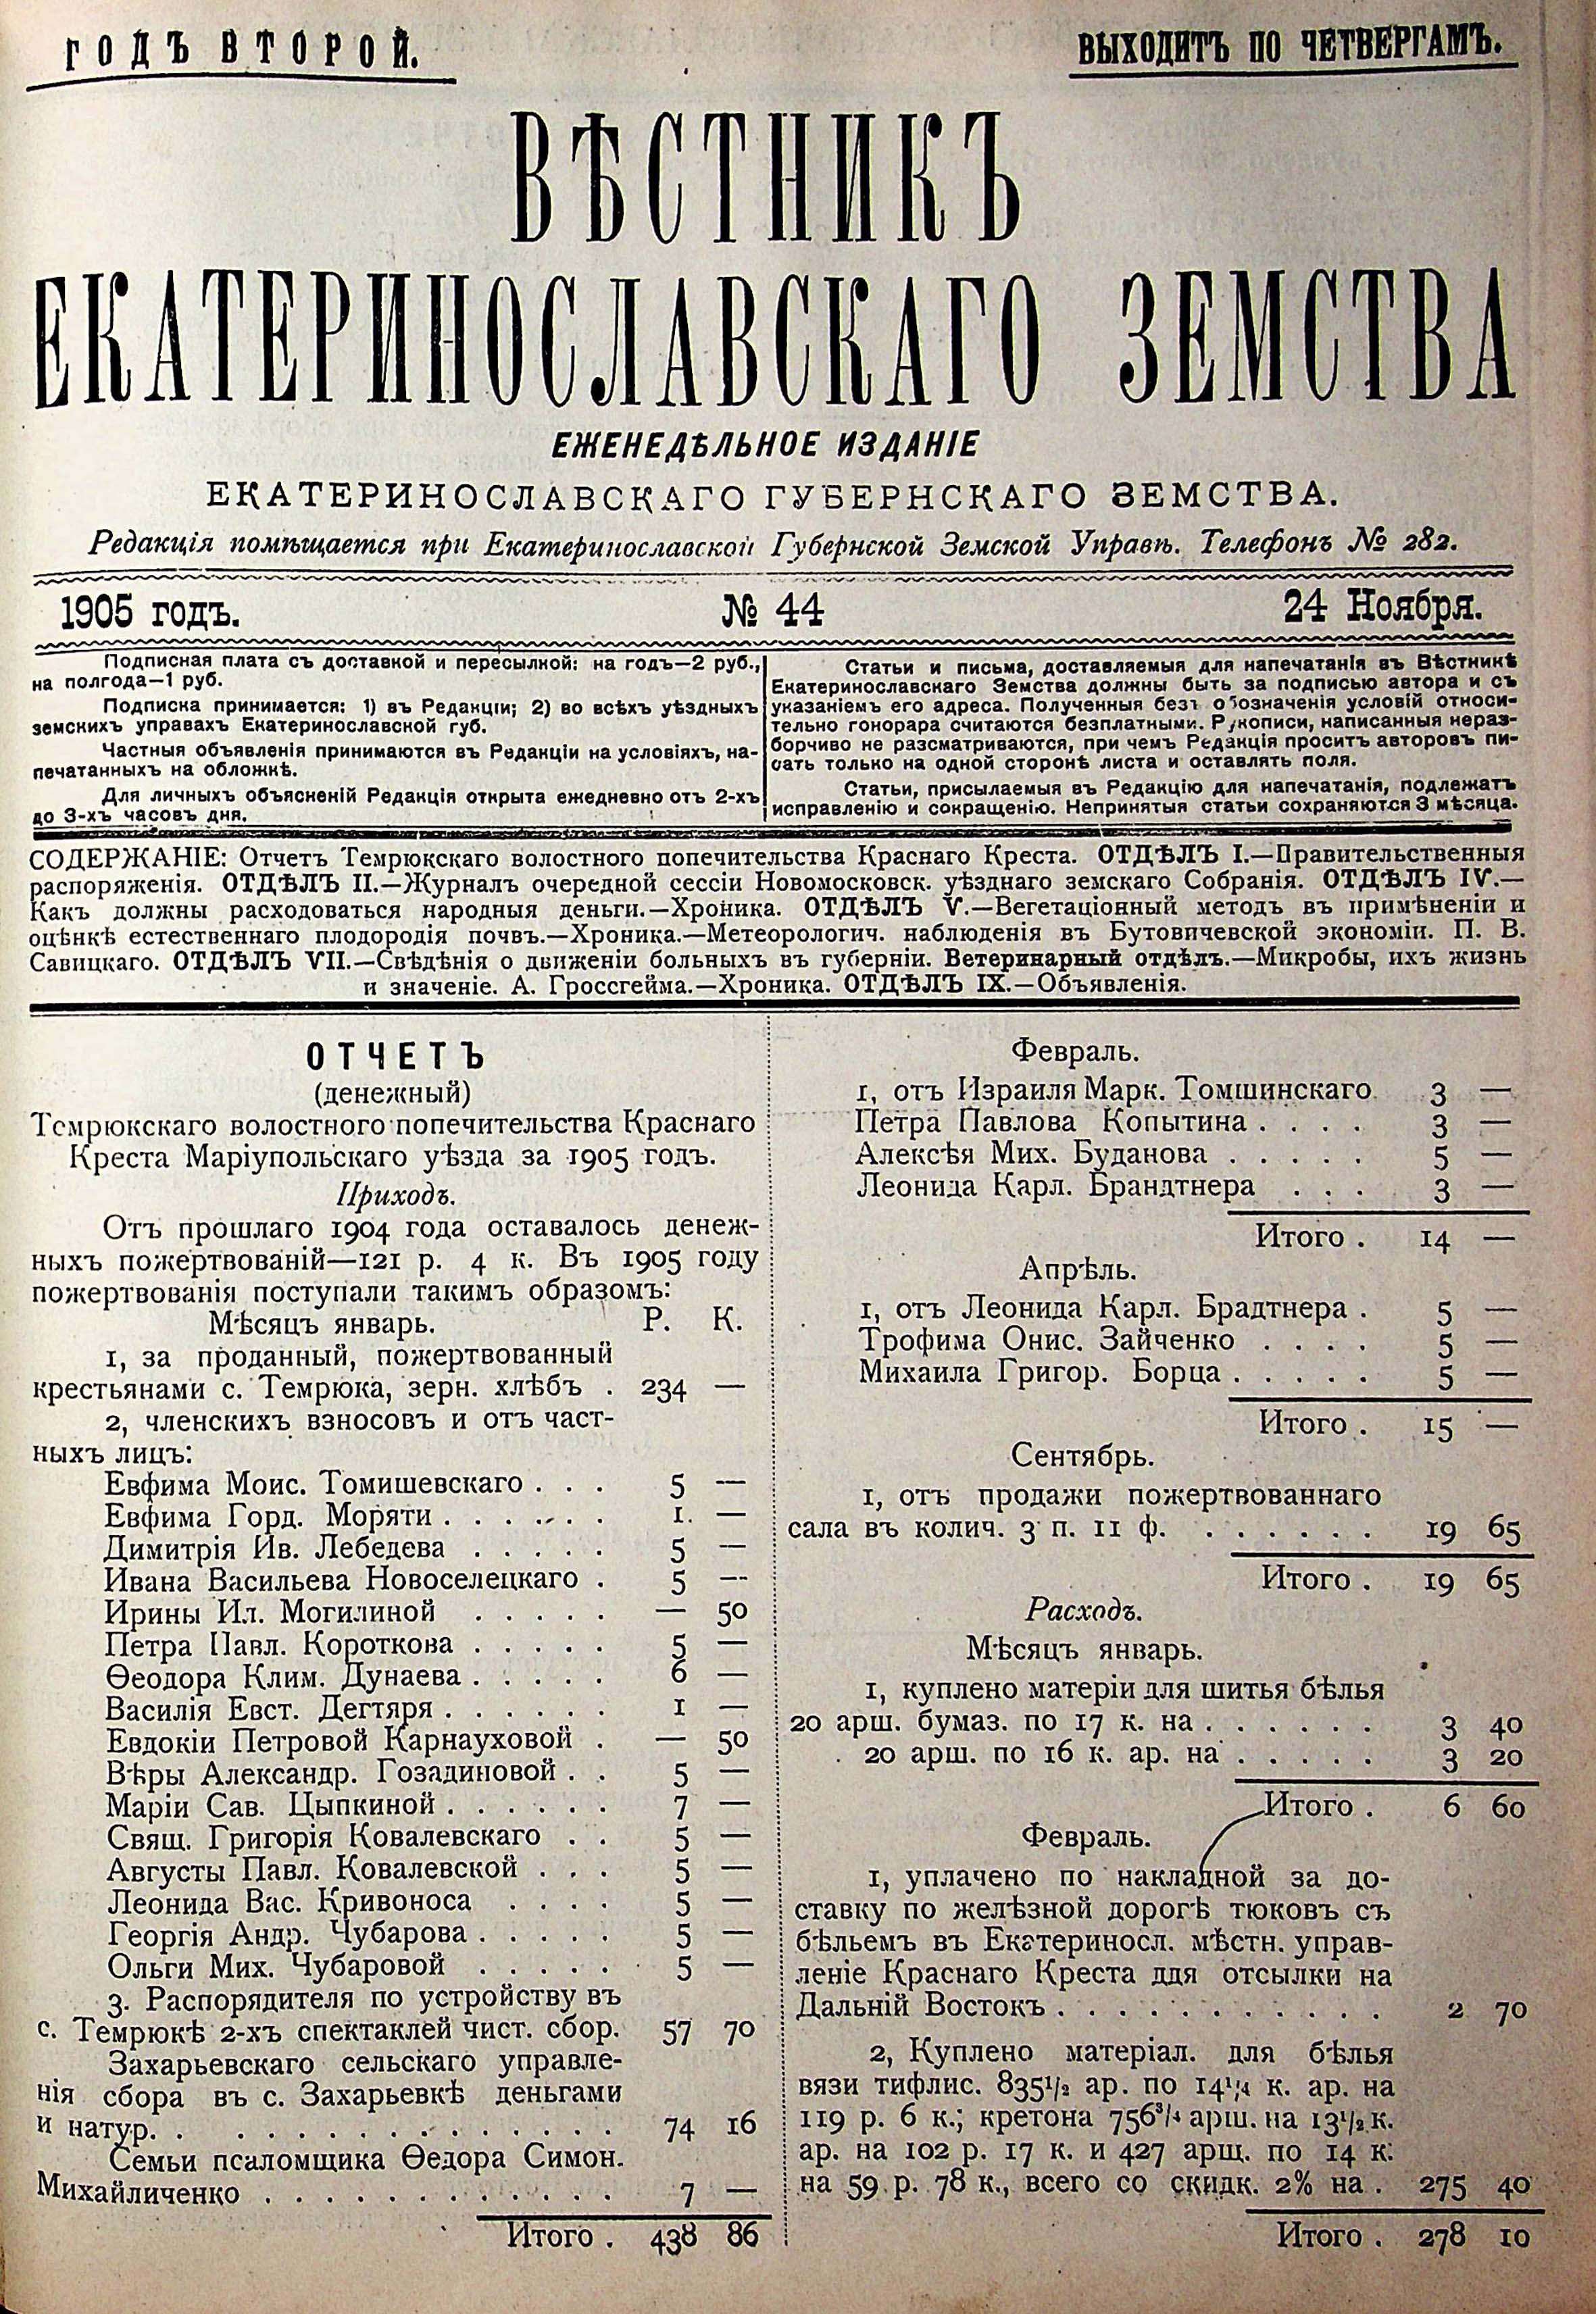 ГОДЪ ВТОРОЙ.
ВЫХОДИТЪ ПО ЧЕТВЕРГАМЪ.
ВѢСТНИКЪ
ЕКАТЕРИНОСЛАВСКАГО ЗЕМСТВА
ЕЖЕНЕДѢЛЬНОЕ ИЗДАНІЕ
ЕКАТЕРИНОСЛАВСКАГО ГУБЕРНСКАГО ЗЕМСТВА.
Редакція помѣщается при Екатеринославской Губернской Земской Управѣ. Телефонъ № 282.
1905 годъ. № 44 24 Ноября.
Подписная плата съ доставкой и пересылкой: на годъ—2 руб.,
на полгода—1 руб.
Подписка принимается: 1) въ Редакціи; 2) во всѣхъ уѣздныхъ
земскихъ управахъ Екатеринославской губ.
Частныя объявленія принимаются въ Редакціи на условіяхъ, на-
печатанныхъ на обложкѣ.
Для личныхъ объясненій Редакція открыта ежедневно отъ 2-хъ
до 3-хъ часовъ дня.
Статьи и письма, доставляемыя для напечатанія въ Вѣстникѣ
Екатеринославскаго Земства должны быть за подписью автора и съ
указаніемъ его адреса. Полученныя безъ обозначенія условій относи-
тельно гонорара считаются безплатными. Рукописи, написанныя нераз-
борчиво не разсматриваются, при чемъ Редакція проситъ авторовъ пи-
сать только на одной сторонѣ листа и оставлять поля.
Статьи, присылаемыя въ Редакцію для напечатанія, подлежатъ
исправленію и сокращенію. Непринятыя статьи сохраняются 3 мѣсяца.
СОДЕРЖАНІЕ: Отчетъ Темрюкскаго волостного попечительства Краснаго Креста. ОТДѢЛЪ I.—Правительственныя
распоряженія. ОТДѢЛЪ II.—Журналъ очередной сессіи Новомосковск. уѣзднаго земскаго Собранія. ОТДѢЛЪ IV.—
Какъ должны расходоваться народныя деньги.—Хроника. ОТДѢЛЪ V.—Вегетаціонный методъ въ примѣненіи и
оцѣнкѣ естественнаго плодородія почвъ.—Хроника.—Метеорологич. наблюденія въ Бутовичевской экономіи. П. В.
Савицкаго. ОТДѢЛЪ VII.—Свѣдѣнія о движеніи больныхъ въ губерніи. Ветеринарный отдѣлъ.—Микробы, ихъ жизнь
и значеніе. А. Гроссгейма.—Хроника. ОТДѢЛЪ IX.—Объявленія.
ОТЧЕТЪ
(денежный)
Темрюкскаго волостного попечительства Краснаго
Креста Маріупольскаго уѣзда за 1905 годъ.
Приходъ.
Отъ прошлаго 1904 года оставалось денеж-
ныхъ пожертвованій—121 р. 4 к. Въ 1905 году
пожертвованія поступали такимъ образомъ:
Мѣсяцъ январь. Р. К.
1, за проданный, пожертвованный
крестьянами с. Темрюка, зерн. хлѣбъ . 234 —
2, членскихъ взносовъ и отъ част-
ныхъ лицъ:
Евфима Моис. Томишевскаго . . . 5 —
Евфима Горд. Моряти . . . . . . 1. —
Димитрія Ив. Лебедева . . . . . 5 —
Ивана Васильева Новоселецкаго . 5 —
Ирины Ил. Могилиной . . . . . — 50
Петра Павл. Короткова . . . . . 5 —
Ѳеодора Клим. Дунаева . . . . . 6 —
Василія Евст. Дегтяря . . . . . . 1 —
Евдокіи Петровой Карнауховой . — 50
Вѣры Александр. Гозадиновой . . 5 —
Маріи Сав. Цыпкиной . . . . . . 7 —
Свящ. Григорія Ковалевскаго . . 5 —
Августы Павл. Ковалевской . . . 5 —
Леонида Вас. Кривоноса . . . . 5 —
Георгія Андр. Чубарова . . . . . 5 —
Ольги Мих. Чубаровой . . . . . 5 —
3. Распорядителя по устройству въ
с. Темрюкѣ 2-хъ спектаклей чист. сбор. 57 70
Захарьевскаго сельскаго управле-
нія сбора въ с. Захарьевкѣ деньгами
и натур. . . . . . . . . . . . . 74 16
Семьи псаломщика Ѳедора Симон.
Михайличенко . . . . . . . . . . . 7 —
Итого . 438 86
Февраль.
1, отъ Израиля Марк. Томшинскаго 3 —
Петра Павлова Копытина . . . . 3 —
Алексѣя Мих. Буданова . . . . . 5 —
Леонида Карл. Брандтнера . . . 3 —
Итого . 14 —
Апрѣль.
1, отъ Леонида Карл. Брадтнера . 5 —
Трофима Онис. Зайченко . . . . 5 —
Михаила Григор. Борца . . . . . 5 —
Итого . 15 —
Сентябрь.
1, отъ продажи пожертвованнаго
сала въ колич. 3 п. 11 ф. . . . . . . 19 65
Итого . 19 65
Расходъ.
Мѣсяцъ январь.
1, куплено матеріи для шитья бѣлья
20 арш. бумаз. по 17 к. на . . . . . . 3 40
20 арш. по 16 к. ар. на . . . . . 3 20
Итого . 6 60
Февраль.
1, уплачено по накладной за до-
ставку по желѣзной дорогѣ тюковъ съ
бѣльемъ въ Екатериносл. мѣстн. управ-
леніе Краснаго Креста ддя отсылки на
Дальній Востокъ . . . . . . . . . . . . 2 70
2, Куплено матеріал. для бѣлья
вязи тифлис. 835½ ар. по 14¼ к. ар. на
119 р. 6 к.; кретона 756¾ арш. на 13½ к.
ар. на 102 р. 17 к. и 427 арщ. по 14 к:
на 59 р. 78 к., всего со скидк. 2% на . 275 40
Итого . 278 10